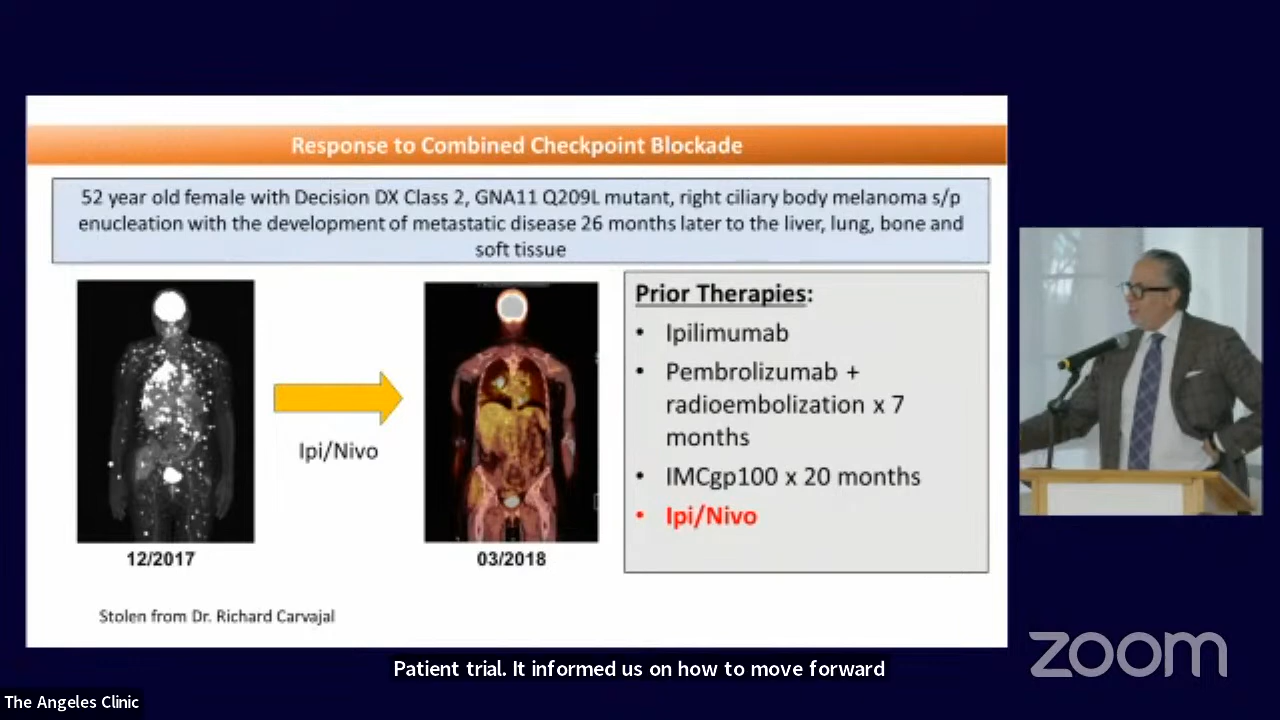 Response to Combined Checkpoint Blockade
52 year old female with Decision DX Class 2, GNA11 Q209L mutant, right ciliary body melanoma s/p
enucleation with the development of metastatic disease 26 months later to the liver, lung, bone and
soft tissue
Ipi/Nivo
12/2017
03/2018
Prior Therapies:
• Ipilimumab
• Pembrolizumab +
radioembolization x 7
months
• IMCgp100 x 20 months
• Ipi/Nivo
Stolen from Dr. Richard Carvajal
zoom
Patient trial. It informed us on how to move forward
The Angeles Clinic